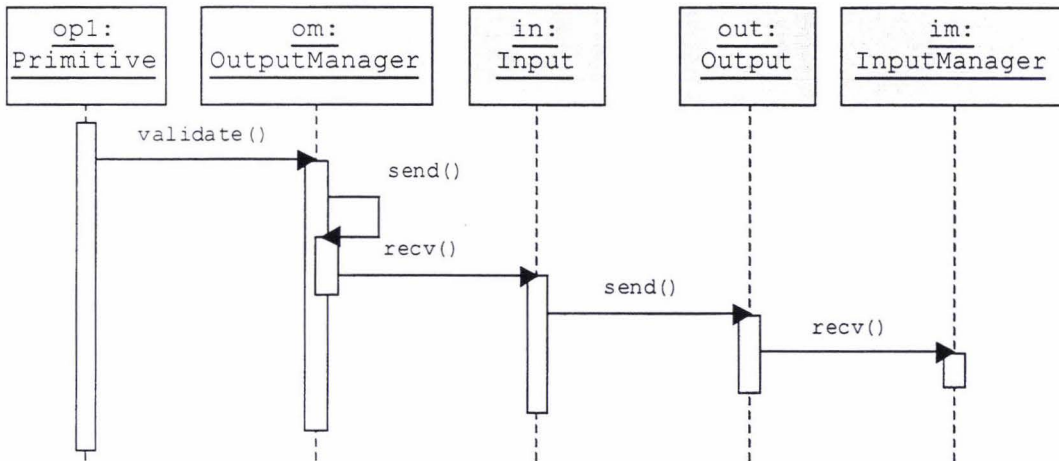 op1:
Primitive
om:
OutputManager
in:
Input
out:
Output
im:
InputManager
validate()
send()
recv()
send()
recv()